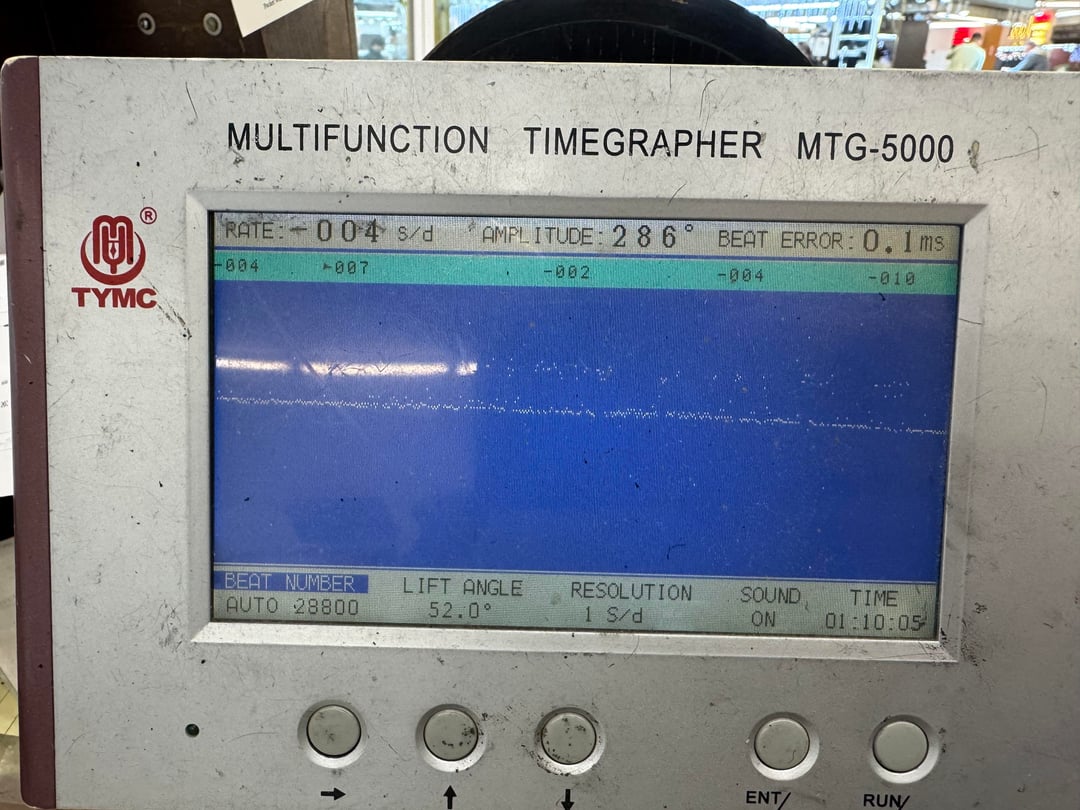 MULTIFUNCTION TIMEGRAPHER MTG-5000
®
TYMC
RATE: -004 s/d AMPLITUDE: 286° BEAT ERROR: 0.1ms
-004 -007 -002 -004 -010
BEAT NUMBER LIFT ANGLE RESOLUTION SOUND TIME
AUTO 28800 52.0° 1 S/d ON 01:10:05
→ ↑ ↓ ENT/ RUN/